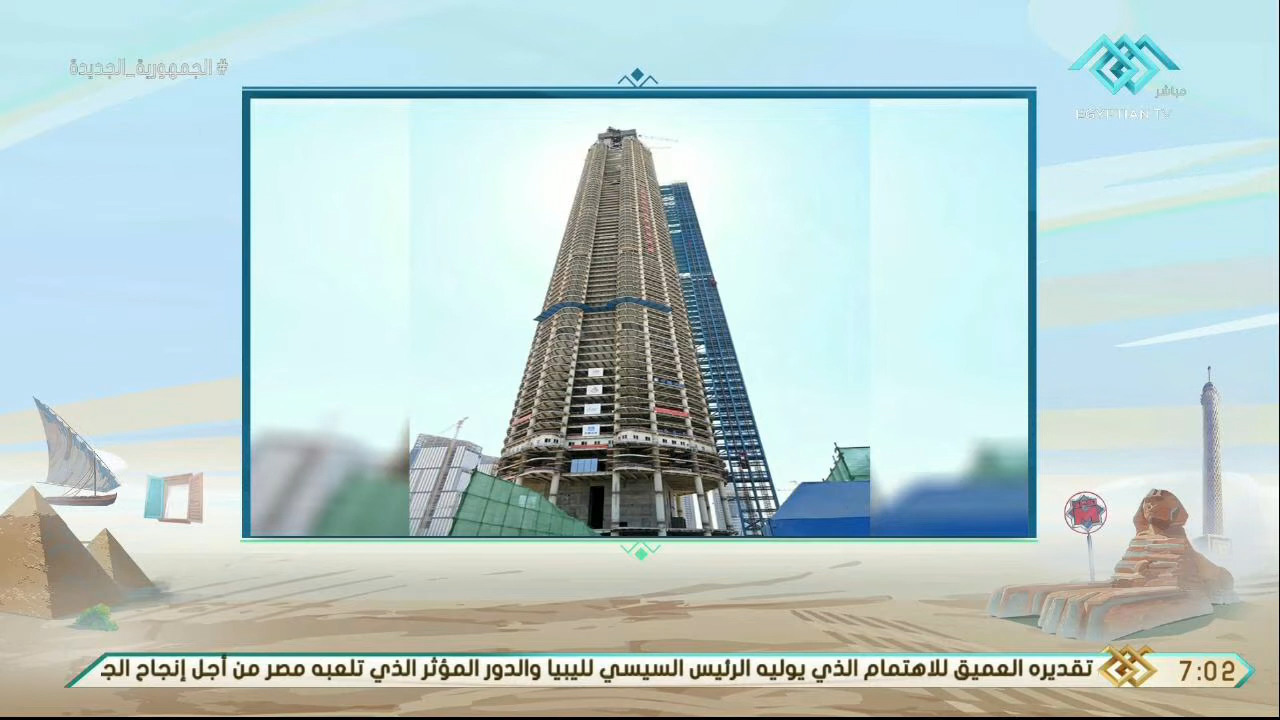 #الجمهورية_الجديدة
مباشر
EGYPTIAN TV
تقديره العميق للاهتمام الذي يوليه الرئيس السيسي لليبيا والدور المؤثر الذي تلعبه مصر من أجل إنجاح الج
7:02